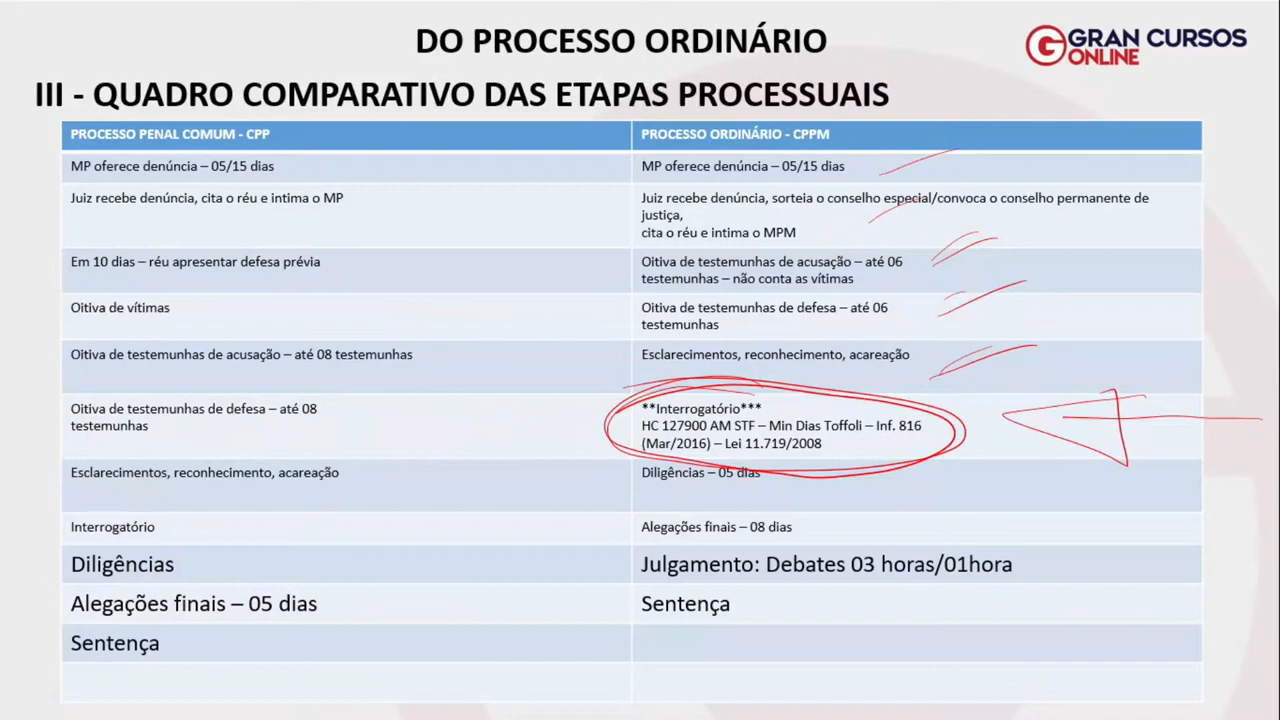 DO PROCESSO ORDINÁRIO
GRAN CURSOS
ONLINE
III - QUADRO COMPARATIVO DAS ETAPAS PROCESSUAIS
PROCESSO PENAL COMUM - CPP
PROCESSO ORDINÁRIO - CPPM
MP oferece denúncia – 05/15 dias
MP oferece denúncia – 05/15 dias
Juiz recebe denúncia, cita o réu e intima o MP
Juiz recebe denúncia, sorteia o conselho especial/convoca o conselho permanente de
justiça,
cita o réu e intima o MPM
Em 10 dias – réu apresentar defesa prévia
Oitiva de testemunhas de acusação – até 06
testemunhas – não conta as vítimas
Oitiva de vítimas
Oitiva de testemunhas de defesa – até 06
testemunhas
Oitiva de testemunhas de acusação – até 08 testemunhas
Esclarecimentos, reconhecimento, acareação
Oitiva de testemunhas de defesa – até 08
testemunhas
**Interrogatório***
HC 127900 AM STF – Min Dias Toffoli – Inf. 816
(Mar/2016) – Lei 11.719/2008
Esclarecimentos, reconhecimento, acareação
Diligências – 05 dias
Interrogatório
Alegações finais – 08 dias
Diligências
Julgamento: Debates 03 horas/01hora
Alegações finais – 05 dias
Sentença
Sentença